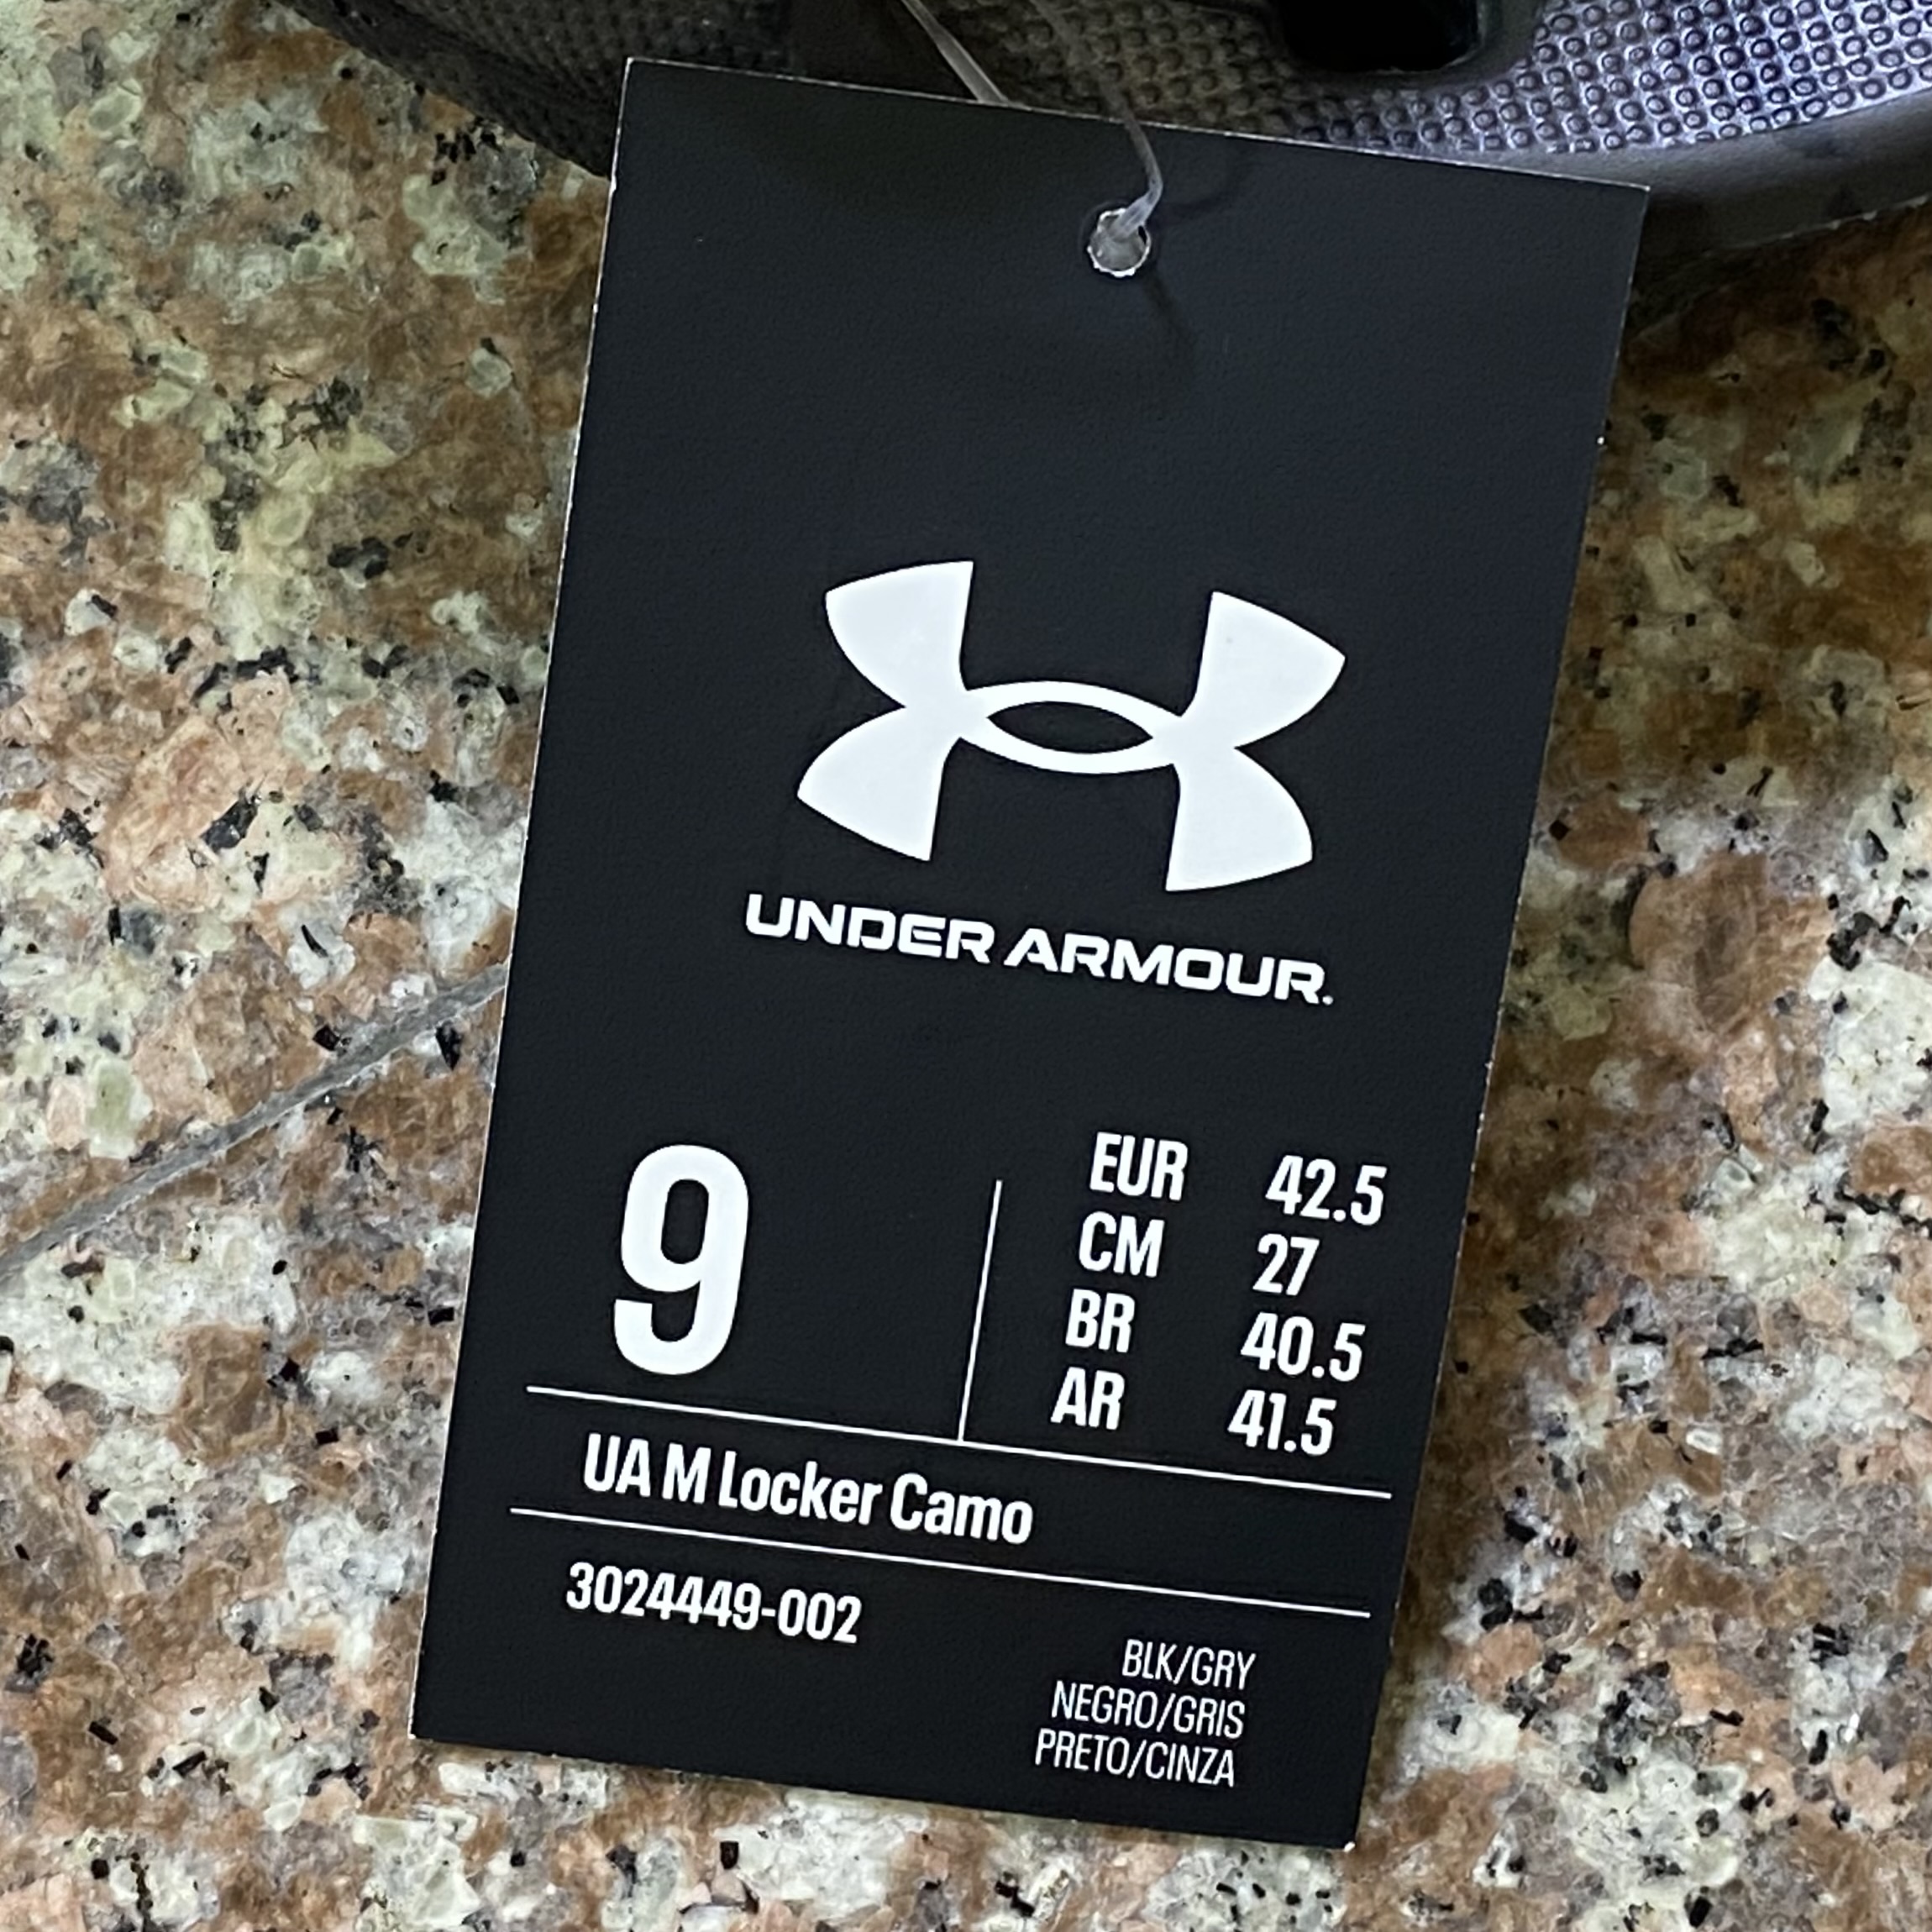 UNDER ARMOUR.
9
EUR 42.5
CM 27
BR 40.5
AR 41.5
UA M Locker Camo
3024449-002
BLK/GRY
NEGRO/GRIS
PRETO/CINZA